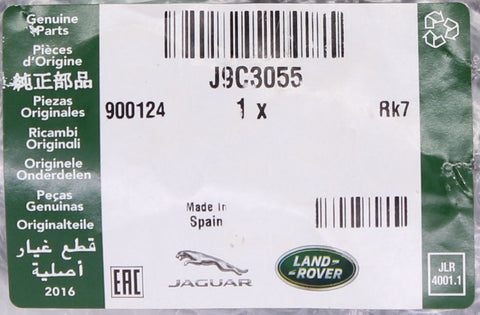 Genuine
Parts
Pièces
d'Origine
純正部品
Piezas
Originales
Ricambi
Originali
Originele
Onderdelen
Peças
Genuinas
Originalteile
قطع غيار
أصلية
2016
J9C3055
900124
1 x
Rk7
Made In
Spain
EAC
JAGUAR
LAND-
-ROVER
JLR
4001.1